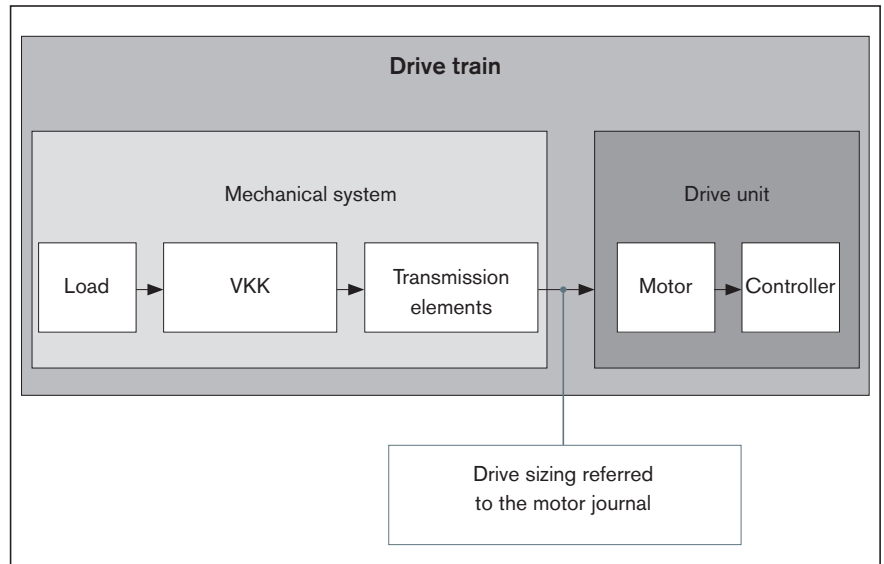 Drive train
Mechanical system
Drive unit
Load
VKK
Transmission
elements
Motor
Controller
Drive sizing referred
to the motor journal